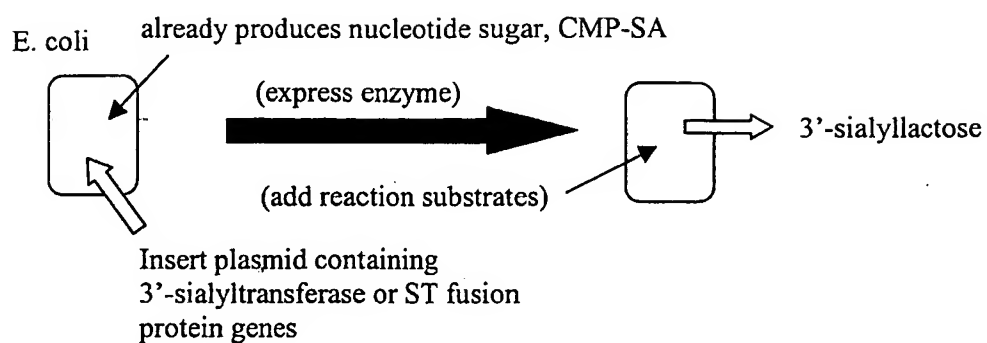 E. coli
already produces nucleotide sugar, CMP-SA
(express enzyme)
(add reaction substrates)
3'-sialyllactose
Insert plasmid containing
3'-sialyltransferase or ST fusion
protein genes